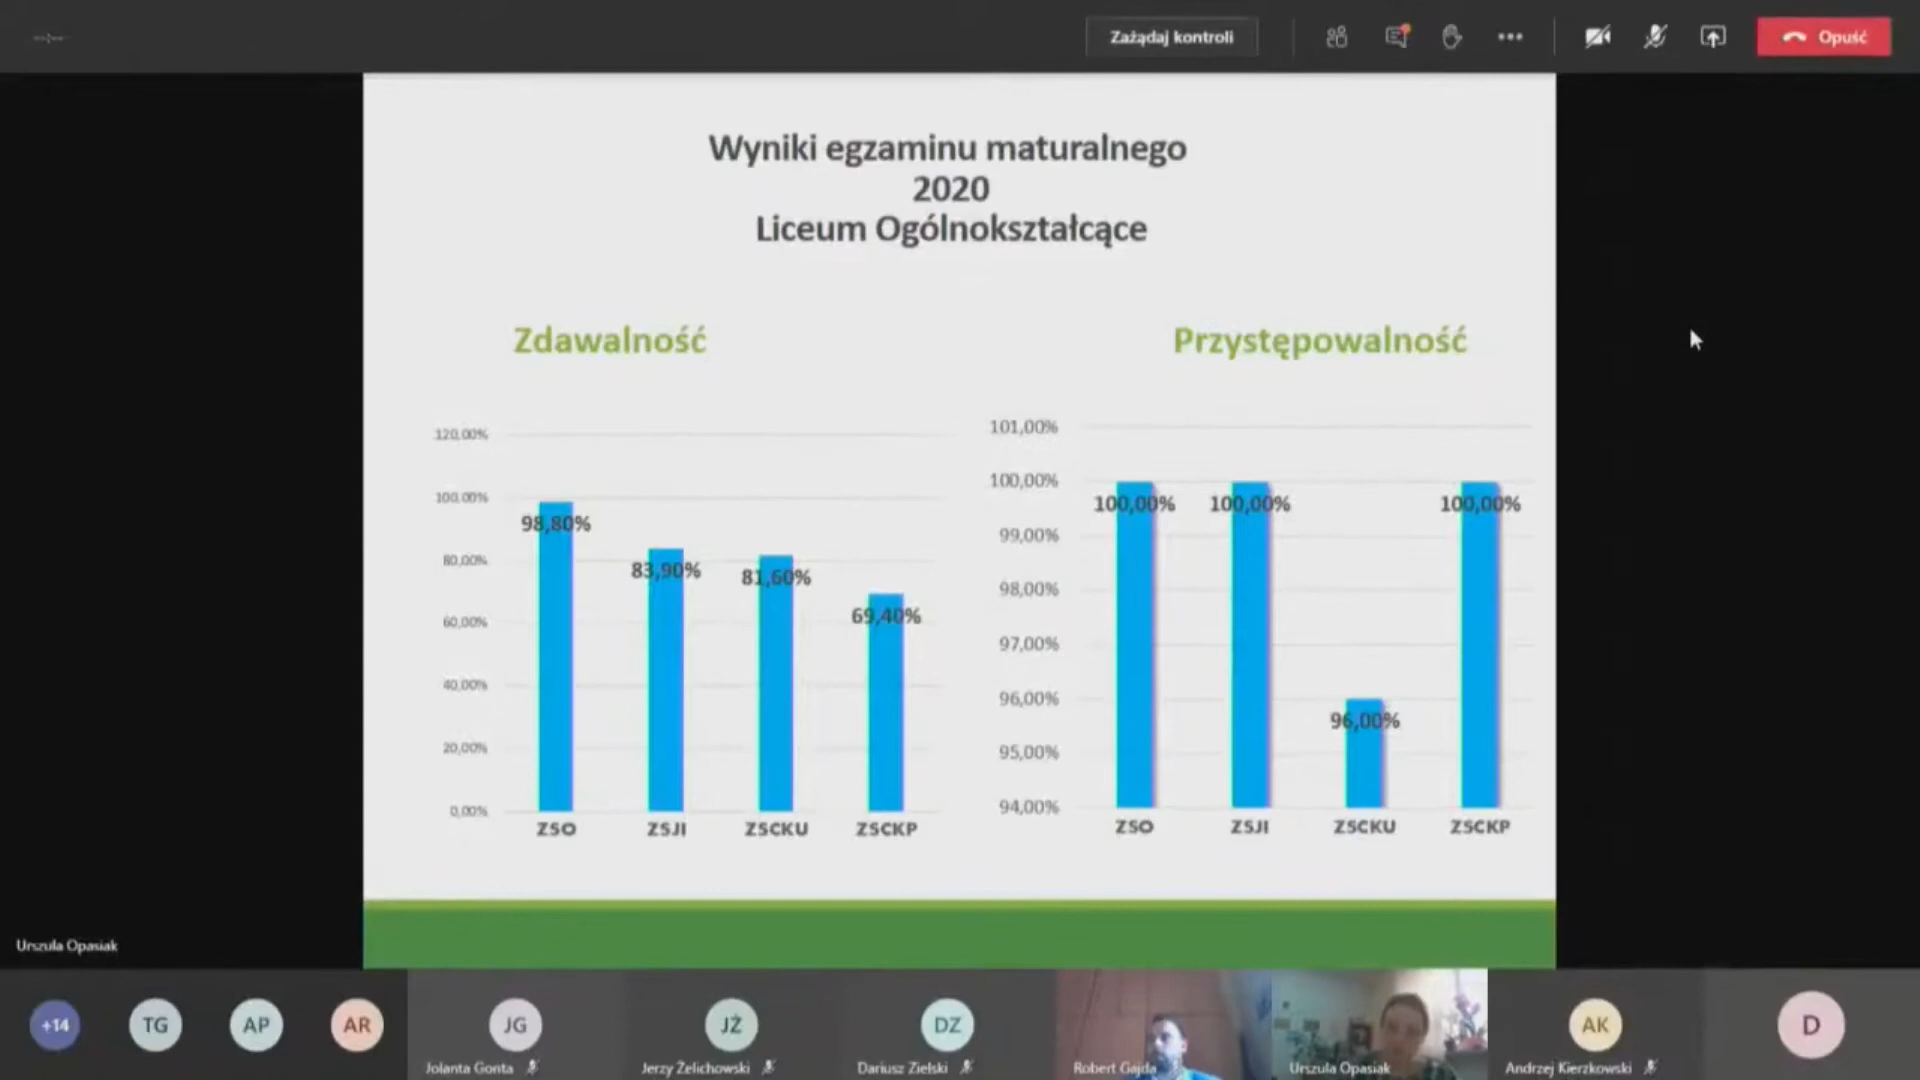 Zażądaj kontroli
Opuść
Wyniki egzaminu maturalnego
2020
Liceum Ogólnokształcące
Zdawalność
Przystępowalność
120,00%
100,00%
80,00%
60,00%
40,00%
20,00%
0,00%
98,80%
83,90%
81,60%
69,40%
ZSO ZSJI ZSCKU ZSCKP
101,00%
100,00%
99,00%
98,00%
97,00%
96,00%
95,00%
94,00%
100,00% 100,00% 100,00%
96,00%
ZSO ZSJI ZSCKU ZSCKP
Urszula Opasiak
+14 TG AP AR JG JŻ DZ AK D
Jolanta Gonta Jerzy Żelichowski Dariusz Zielski Robert Gajda Urszula Opasiak Andrzej Kierzkowski